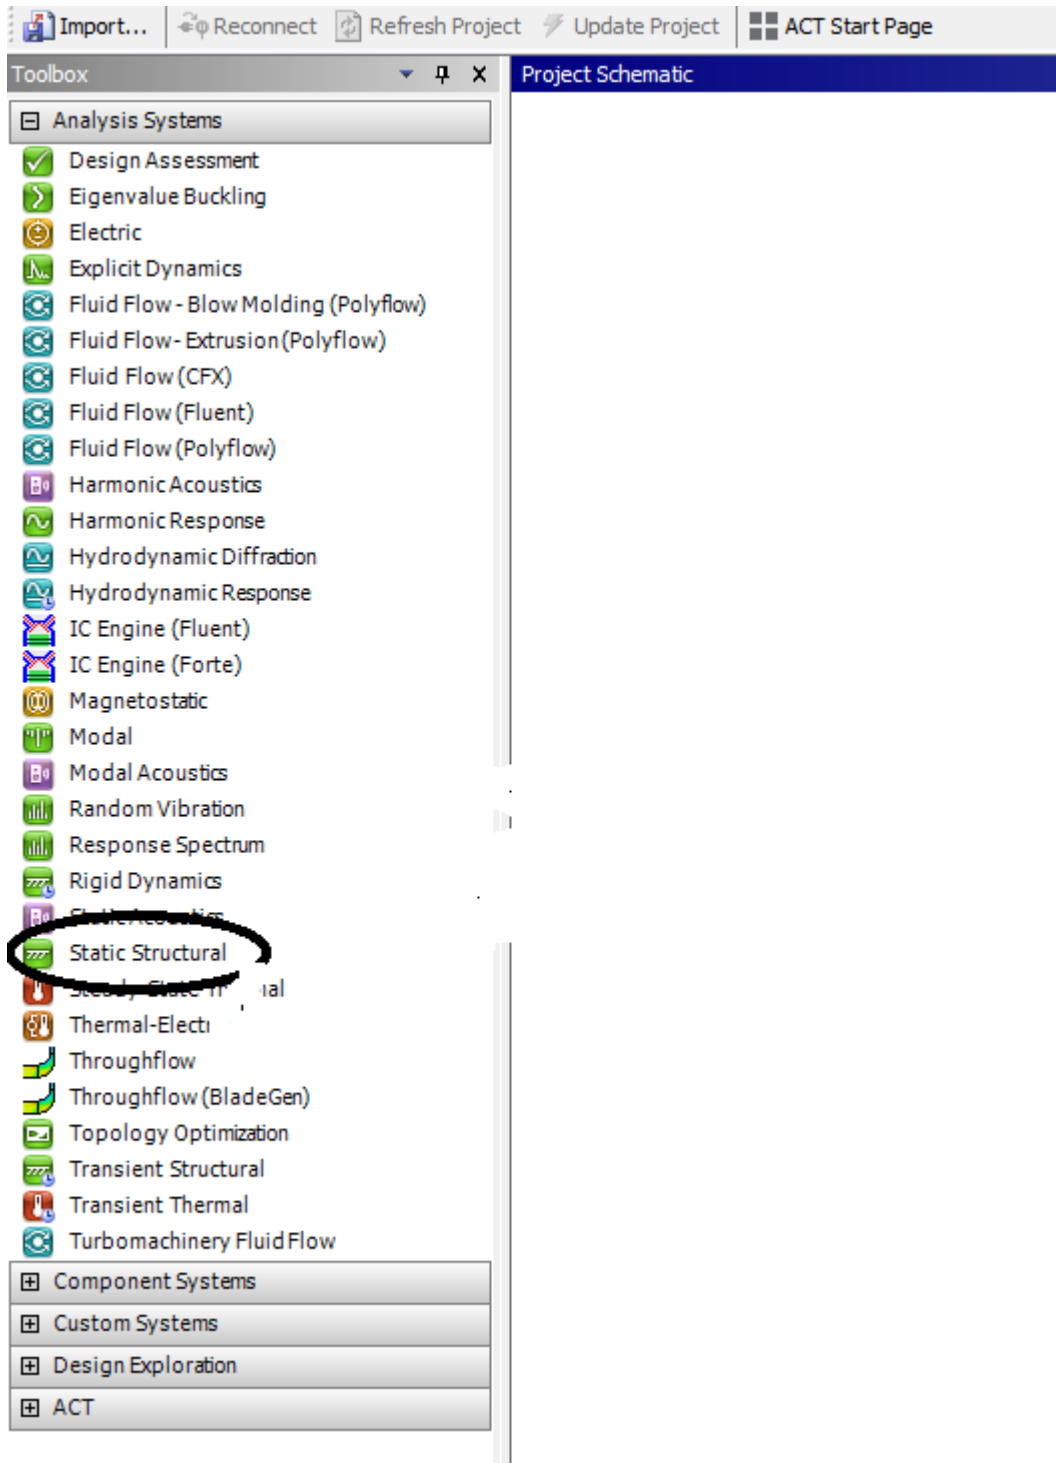 Import... Reconnect Refresh Project Update Project ACT Start Page
Toolbox
Project Schematic
Analysis Systems
Design Assessment
Eigenvalue Buckling
Electric
Explicit Dynamics
Fluid Flow - Blow Molding (Polyflow)
Fluid Flow - Extrusion (Polyflow)
Fluid Flow (CFX)
Fluid Flow (Fluent)
Fluid Flow (Polyflow)
Harmonic Acoustics
Harmonic Response
Hydrodynamic Diffraction
Hydrodynamic Response
IC Engine (Fluent)
IC Engine (Forte)
Magnetostatic
Modal
Modal Acoustics
Random Vibration
Response Spectrum
Rigid Dynamics
Static Acoustics
Static Structural
Steady-State
Throughflow
Throughflow (BladeGen)
Topology Optimization
Transient Structural
Transient Thermal
Turbomachinery Fluid Flow
Component Systems
Custom Systems
Design Exploration
ACT